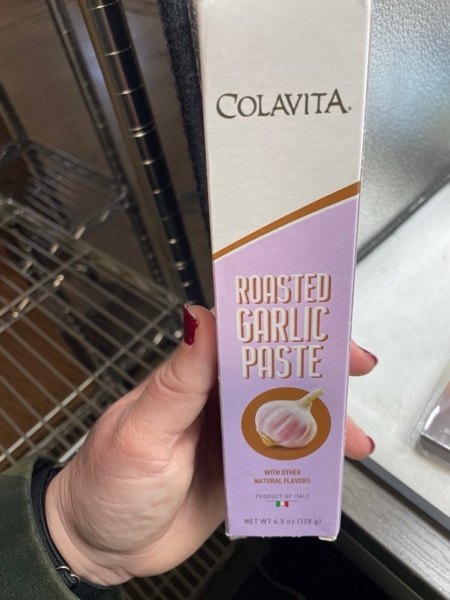 COLAVITA®
ROASTED
GARLIC
PASTE
WITH OTHER
NATURAL FLAVORS
PRODUCT OF ITALY
NET WT 4.5 oz (128 g)